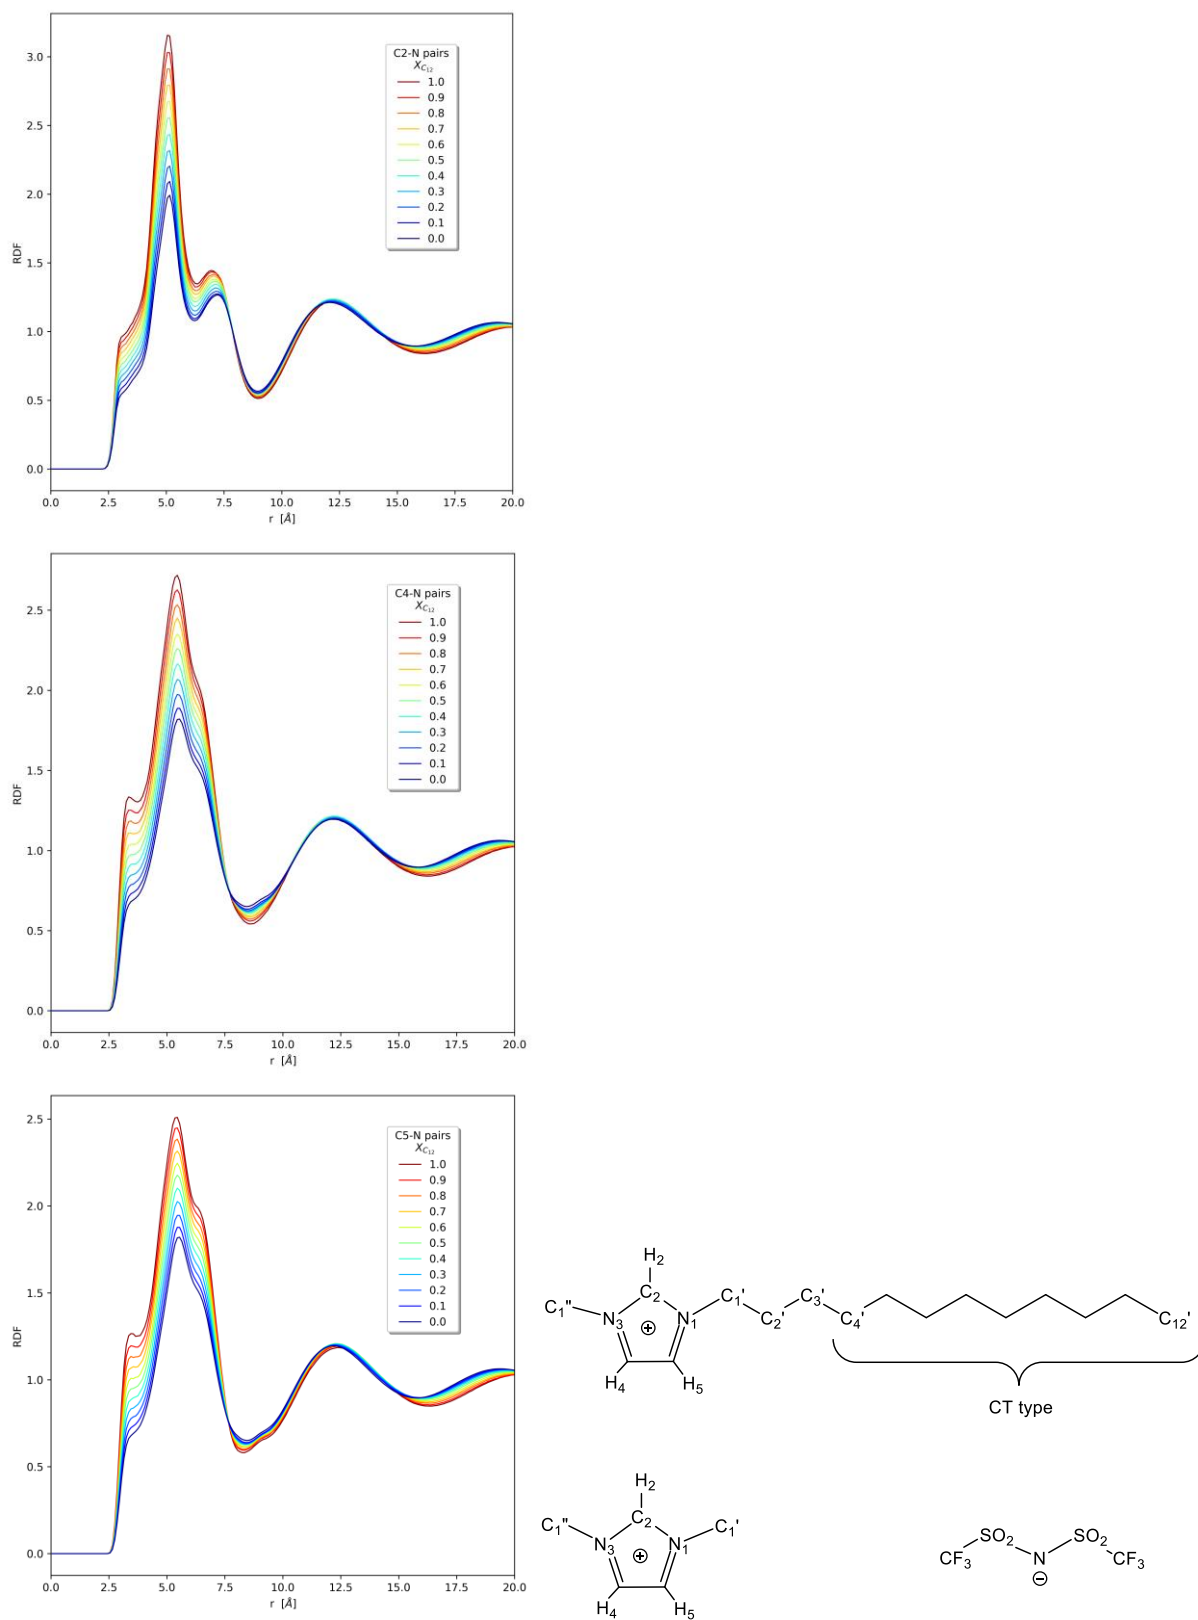 C2-N pairs
X_{C_{12}}
1.0
0.9
0.8
0.7
0.6
0.5
0.4
0.3
0.2
0.1
0.0
RDF
3.0
2.5
2.0
1.5
1.0
0.5
0.0
0.0 2.5 5.0 7.5 10.0 12.5 15.0 17.5 20.0
r [Å]
C4-N pairs
X_{C_{12}}
1.0
0.9
0.8
0.7
0.6
0.5
0.4
0.3
0.2
0.1
0.0
RDF
2.5
2.0
1.5
1.0
0.5
0.0
0.0 2.5 5.0 7.5 10.0 12.5 15.0 17.5 20.0
r [Å]
C5-N pairs
X_{C_{12}}
1.0
0.9
0.8
0.7
0.6
0.5
0.4
0.3
0.2
0.1
0.0
RDF
2.5
2.0
1.5
1.0
0.5
0.0
0.0 2.5 5.0 7.5 10.0 12.5 15.0 17.5 20.0
r [Å]
H₂
C₂
C₁"
N₃
⊕
N₁
C₁'
C₂'
C₃'
C₄'
C₁₂'
H₄
H₅
CT type
H₂
C₂
C₁"
N₃
⊕
N₁
C₁'
H₄
H₅
SO₂
SO₂
CF₃
N
⊖
CF₃